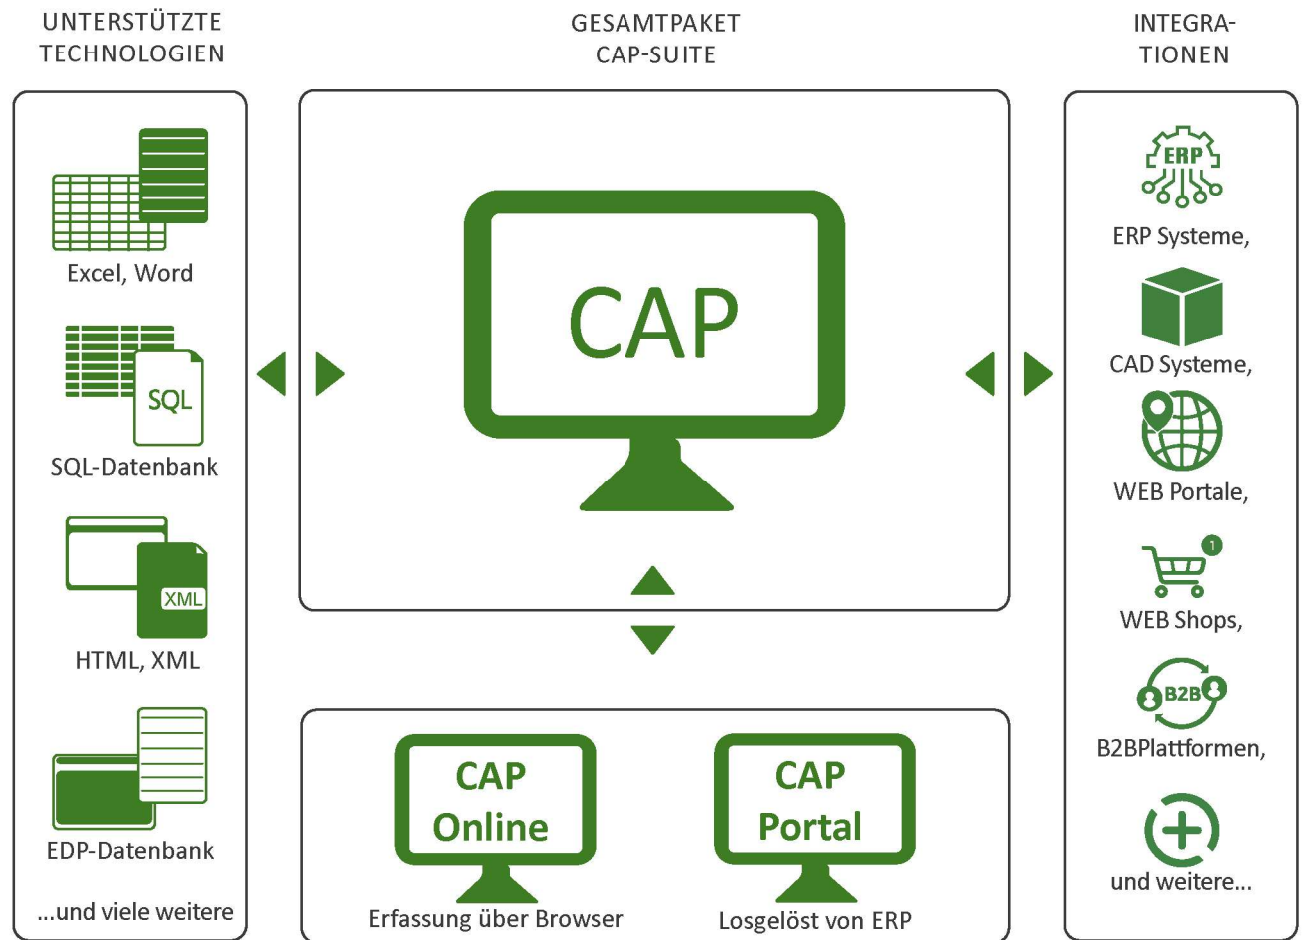 UNTERSTÜTZTE
TECHNOLOGIEN
Excel, Word
SQL
SQL-Datenbank
XML
HTML, XML
EDP-Datenbank
...und viele weitere
GESAMTPAKET
CAP-SUITE
CAP
CAP
Online
Erfassung über Browser
CAP
Portal
Losgelöst von ERP
INTEGRA-
TIONEN
ERP
ERP Systeme,
CAD Systeme,
WEB Portale,
1
WEB Shops,
B2B
B2BPlattformen,
und weitere...